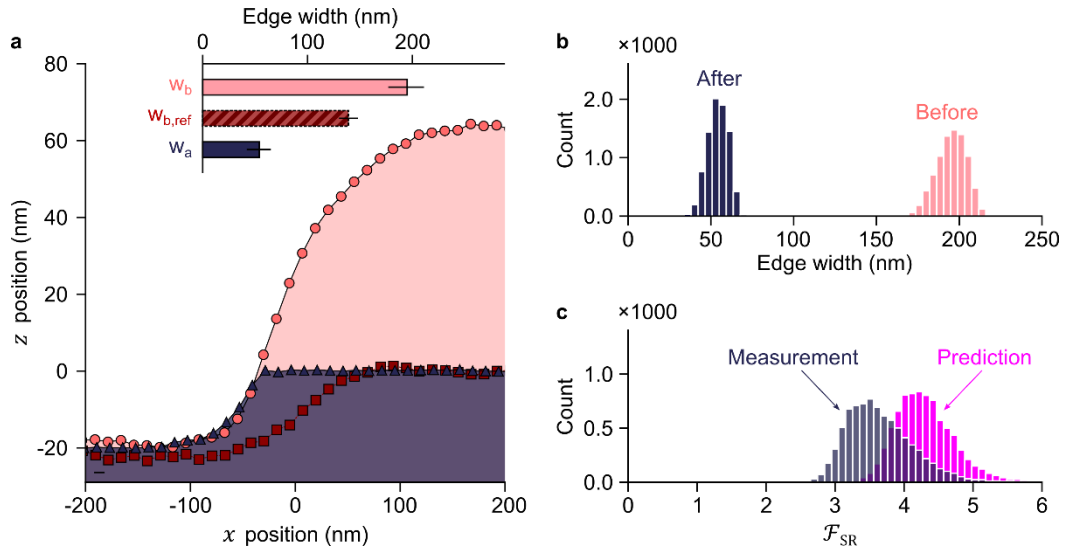 a
Edge width (nm)
0 100 200
w_b
w_b,ref
w_a
80
60
40
20
0
-20
z position (nm)
-200 -100 0 100 200
x position (nm)
b
×1000
After
Before
2.0
1.0
0.0
Count
0 50 100 150 200 250
Edge width (nm)
c
×1000
Measurement
Prediction
1.0
0.5
0.0
Count
0 1 2 3 4 5 6
ℱ_SR